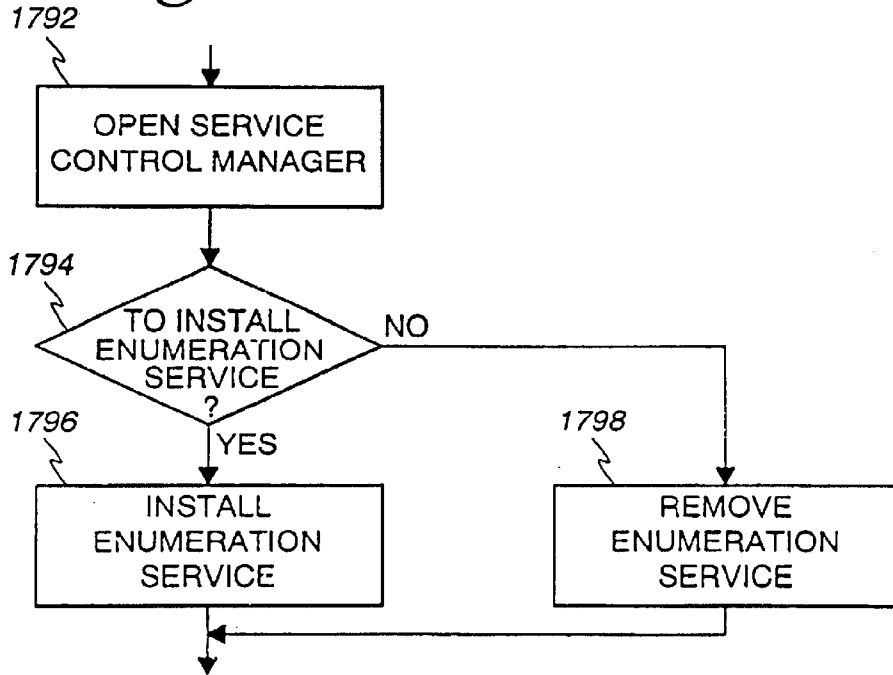 1792
OPEN SERVICE
CONTROL MANAGER
1794
TO INSTALL
ENUMERATION
SERVICE
?
NO
YES
1796
INSTALL
ENUMERATION
SERVICE
1798
REMOVE
ENUMERATION
SERVICE